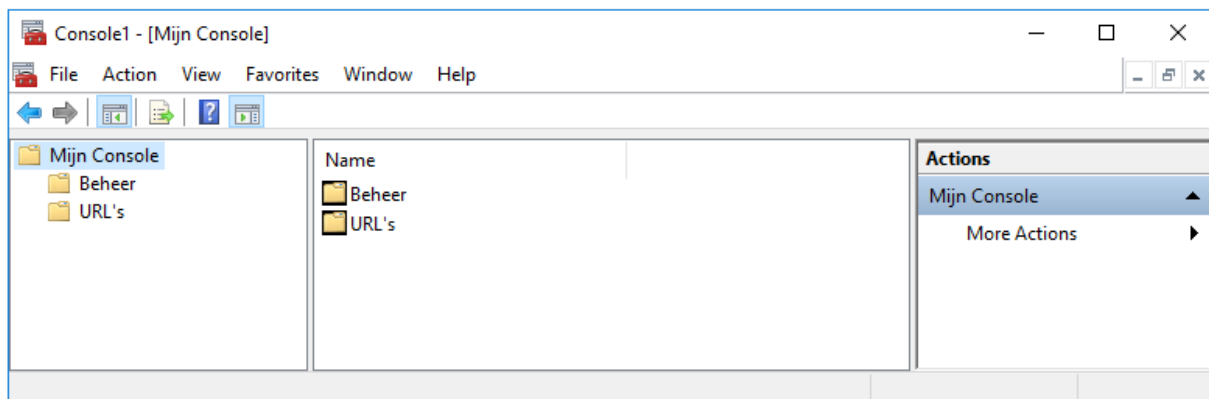 Console1 - [Mijn Console]
File Action View Favorites Window Help
Mijn Console
Beheer
URL's
Name
Beheer
URL's
Actions
Mijn Console
More Actions